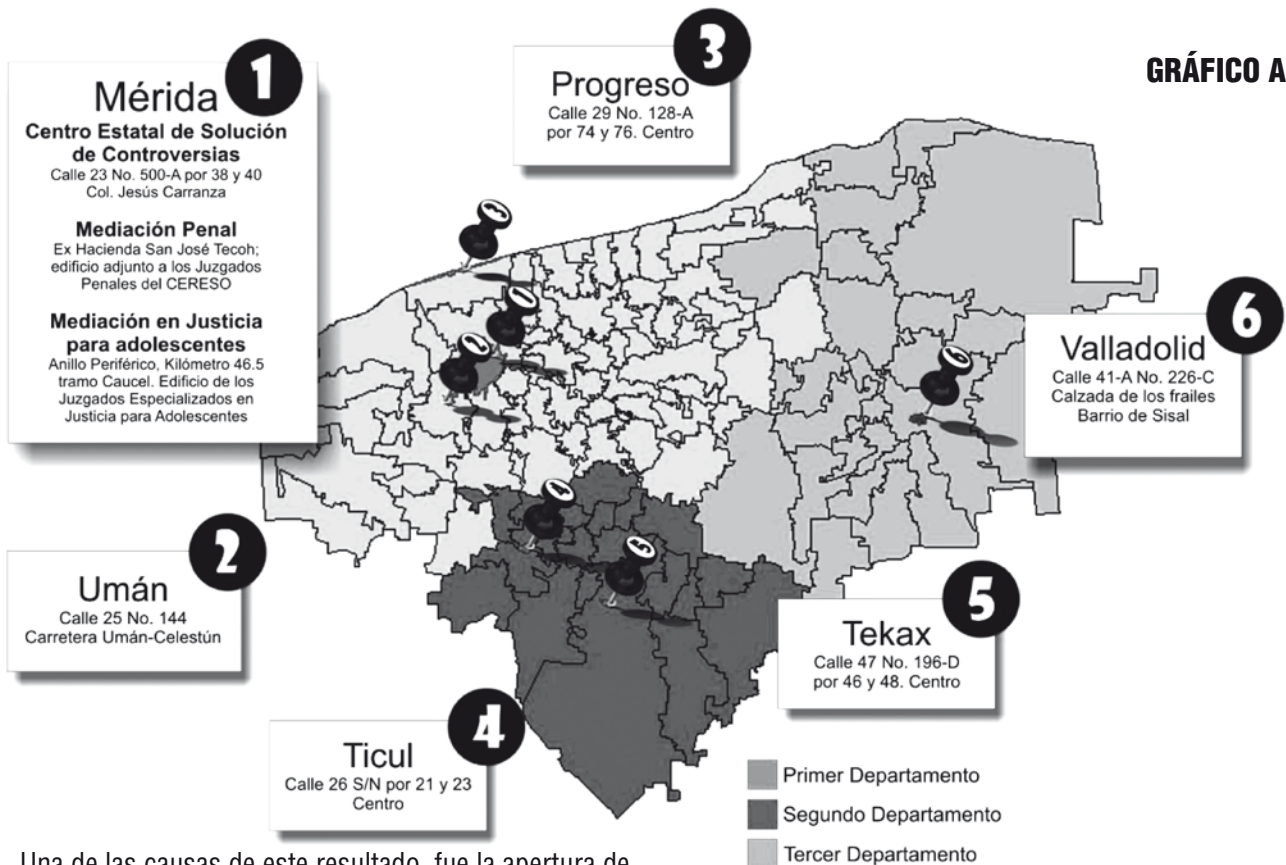 GRÁFICO A
1
Mérida
Centro Estatal de Solución
de Controversias
Calle 23 No. 500-A por 38 y 40
Col. Jesús Carranza
Mediación Penal
Ex Hacienda San José Tecoh;
edificio adjunto a los Juzgados
Penales del CERESO
Mediación en Justicia
para adolescentes
Anillo Periférico, Kilómetro 46.5
tramo Caucel. Edificio de los
Juzgados Especializados en
Justicia para Adolescentes
3
Progreso
Calle 29 No. 128-A
por 74 y 76. Centro
3
1
2
6
4
5
6
Valladolid
Calle 41-A No. 226-C
Calzada de los frailes
Barrio de Sisal
2
Umán
Calle 25 No. 144
Carretera Umán-Celestún
5
Tekax
Calle 47 No. 196-D
por 46 y 48. Centro
4
Ticul
Calle 26 S/N por 21 y 23
Centro
Primer Departamento
Segundo Departamento
Tercer Departamento
Una de las causas de este resultado, fue la apertura de